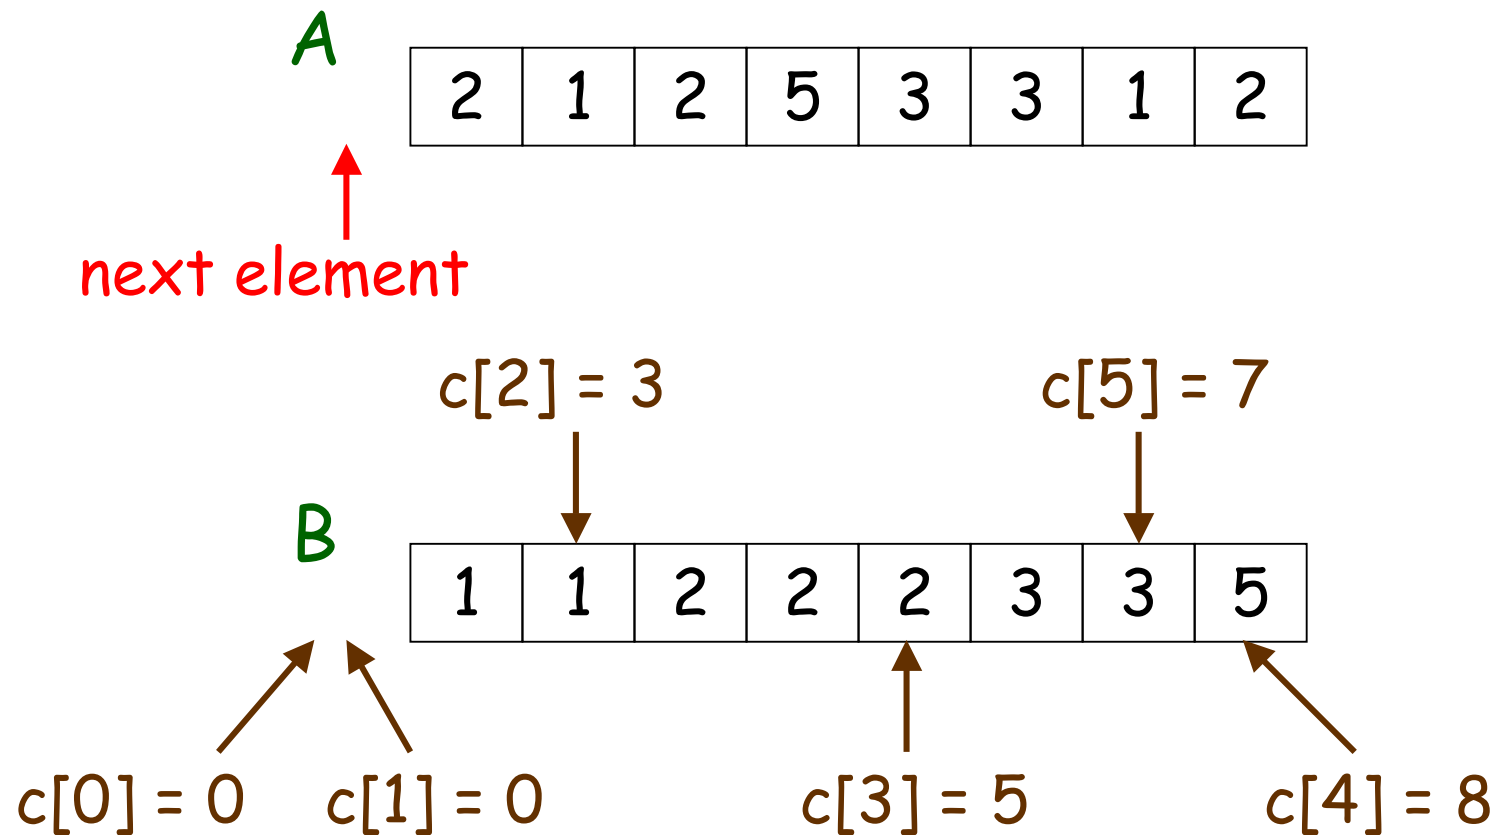 A
2 1 2 5 3 3 1 2
next element
c[2] = 3 c[5] = 7
B
1 1 2 2 2 3 3 5
c[0] = 0 c[1] = 0 c[3] = 5 c[4] = 8